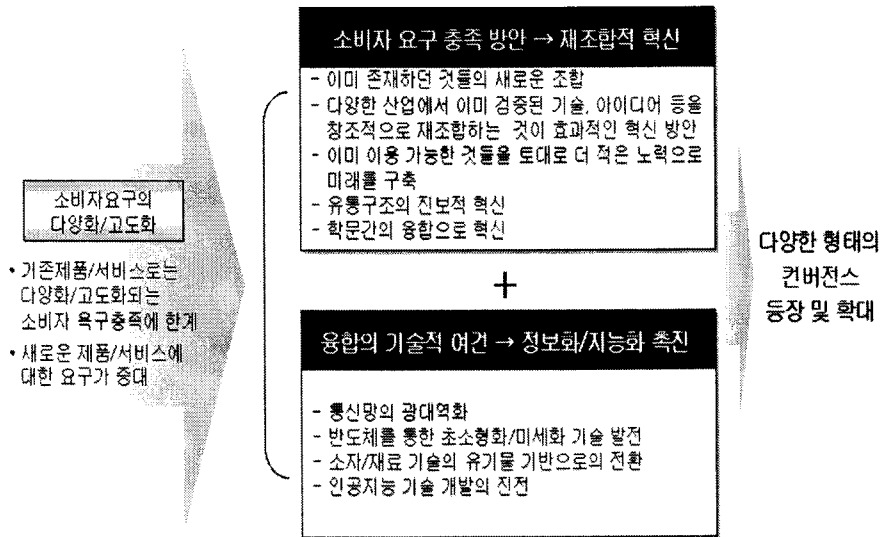 소비자요구의
다양화/고도화
• 기존제품/서비스로는
다양화/고도화되는
소비자 욕구충족에 한계
• 새로운 제품/서비스에
대한 요구가 증대
소비자 요구 충족 방안 → 재조합적 혁신
- 이미 존재하던 것들의 새로운 조합
- 다양한 산업에서 이미 검증된 기술, 아이디어 등을
창조적으로 재조합하는 것이 효과적인 혁신 방안
- 이미 이용 가능한 것들을 토대로 더 적은 노력으로
미래를 구축
- 유통구조의 진보적 혁신
- 학문간의 융합으로 혁신
+
융합의 기술적 여건 → 정보화/지능화 촉진
- 통신망의 광대역화
- 반도체를 통한 초소형화/미세화 기술 발전
- 소자/재료 기술의 유기물 기반으로의 전환
- 인공지능 기술 개발의 진전
다양한 형태의
컨버전스
등장 및 확대